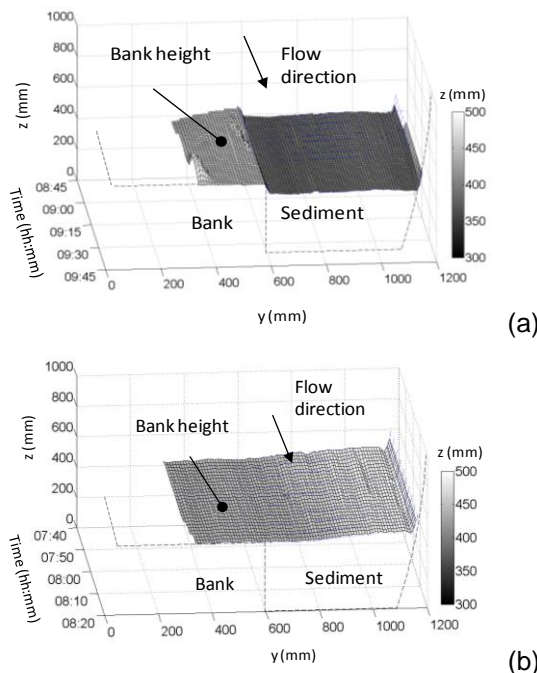 1000
800
600
400
200
0
z (mm)
Bank height
Flow
direction
z (mm)
500
450
400
350
300
08:45
09:00
09:15
09:30
09:45
Time (hh:mm)
Bank
Sediment
0
200
400
600
800
1000
1200
y (mm)
(a)
1000
800
600
400
200
0
z (mm)
Flow
direction
Bank height
z (mm)
500
450
400
350
300
07:40
07:50
08:00
08:10
08:20
Time (hh:mm)
Bank
Sediment
0
200
400
600
800
1000
1200
y (mm)
(b)